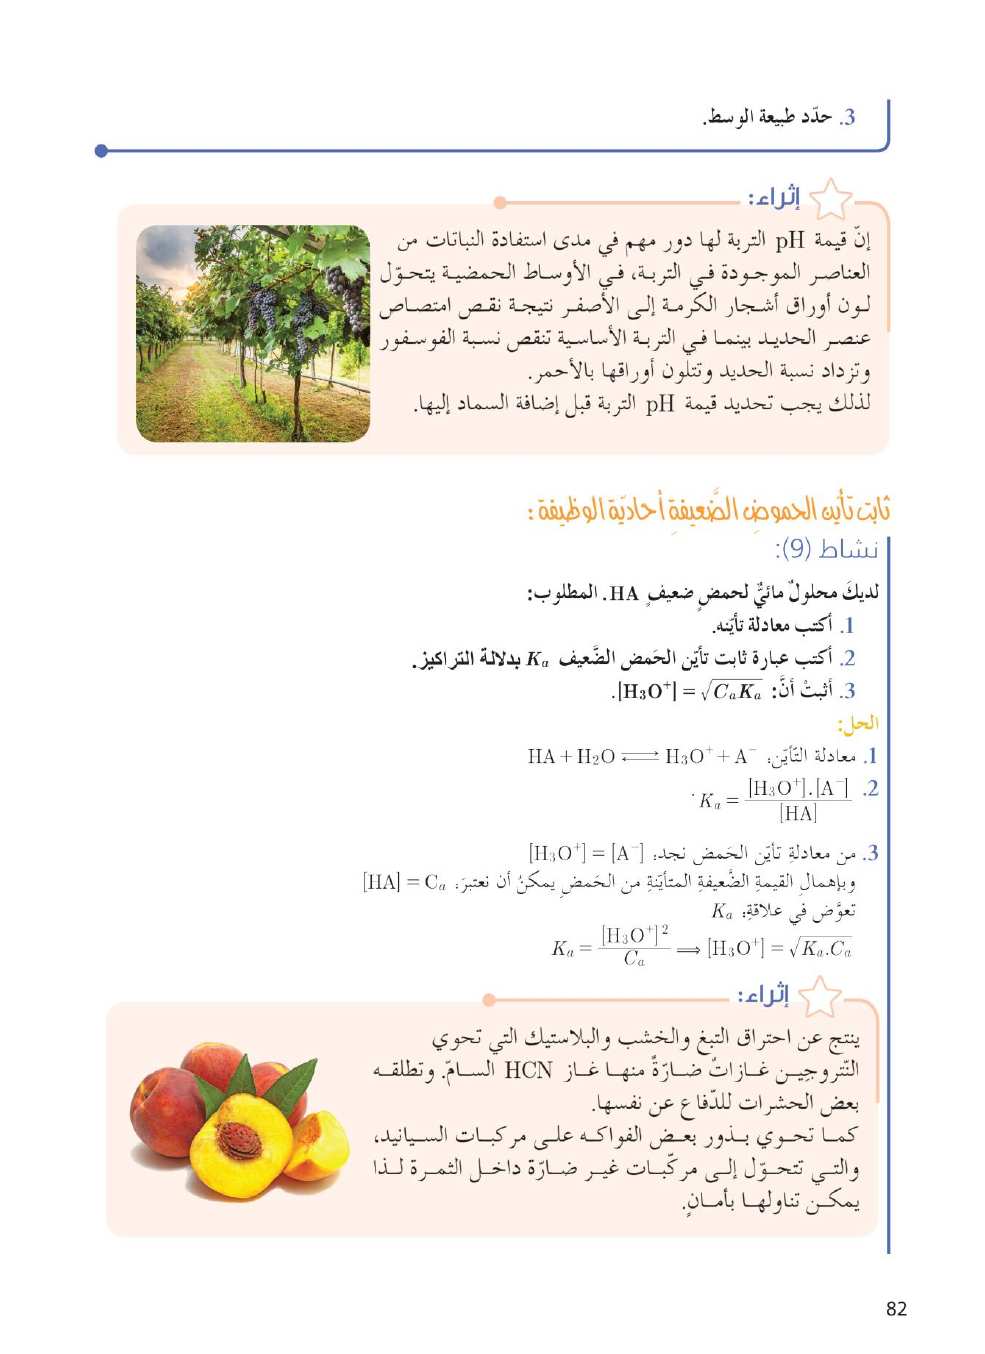 3. حدّد طبيعة الوسط.
إثراء:
إنّ قيمة pH التربة لها دور مهم في مدى استفادة النباتات من
العناصر الموجودة في التربة، في الأوساط الحمضية يتحوّل
لون أوراق أشجار الكرمة إلى الأصفر نتيجة نقص امتصاص
عنصر الحديد بينما في التربة الأساسية تنقص نسبة الفوسفور
وتزداد نسبة الحديد وتتلون أوراقها بالأحمر.
لذلك يجب تحديد قيمة pH التربة قبل إضافة السماد إليها.
ثابت تأين الحموضِ الضَّعيفةِ أحاديّة الوظيفة:
نشاط (9):
لديكَ محلولٌ مائيٌّ لحمضٍ ضعيفٍ HA. المطلوب:
1. أكتب معادلة تأيّنه.
2. أكتب عبارة ثابت تأيّن الحَمض الضَّعيف Kₐ بدلالة التراكيز.
3. أثبتْ أنَّ: [H₃O⁺] = √CₐKₐ.
الحل:
1. معادلة التّأيّن: HA + H₂O ⇌ H₃O⁺ + A⁻
2. Kₐ = [H₃O⁺].[A⁻] / [HA]
3. من معادلةِ تأيّن الحَمض نجد: [H₃O⁺] = [A⁻]
وبإهمالِ القيمةِ الضَّعيفةِ المتأيّنةِ من الحَمضِ يمكنُ أن نعتبرَ: [HA] = Cₐ
تعوَّض في علاقةِ: Kₐ
Kₐ = [H₃O⁺]² / Cₐ ⟹ [H₃O⁺] = √Kₐ.Cₐ
إثراء:
ينتج عن احتراق التبغ والخشب والبلاستيك التي تحوي
النّتروجين غازاتٌ ضارّةٌ منها غاز HCN السامّ. وتطلقه
بعض الحشرات للدّفاع عن نفسها.
كما تحوي بذور بعض الفواكه على مركبات السيانيد،
والتي تتحوّل إلى مركّبات غير ضارّة داخل الثمرة لذا
يمكن تناولها بأمانٍ.
82